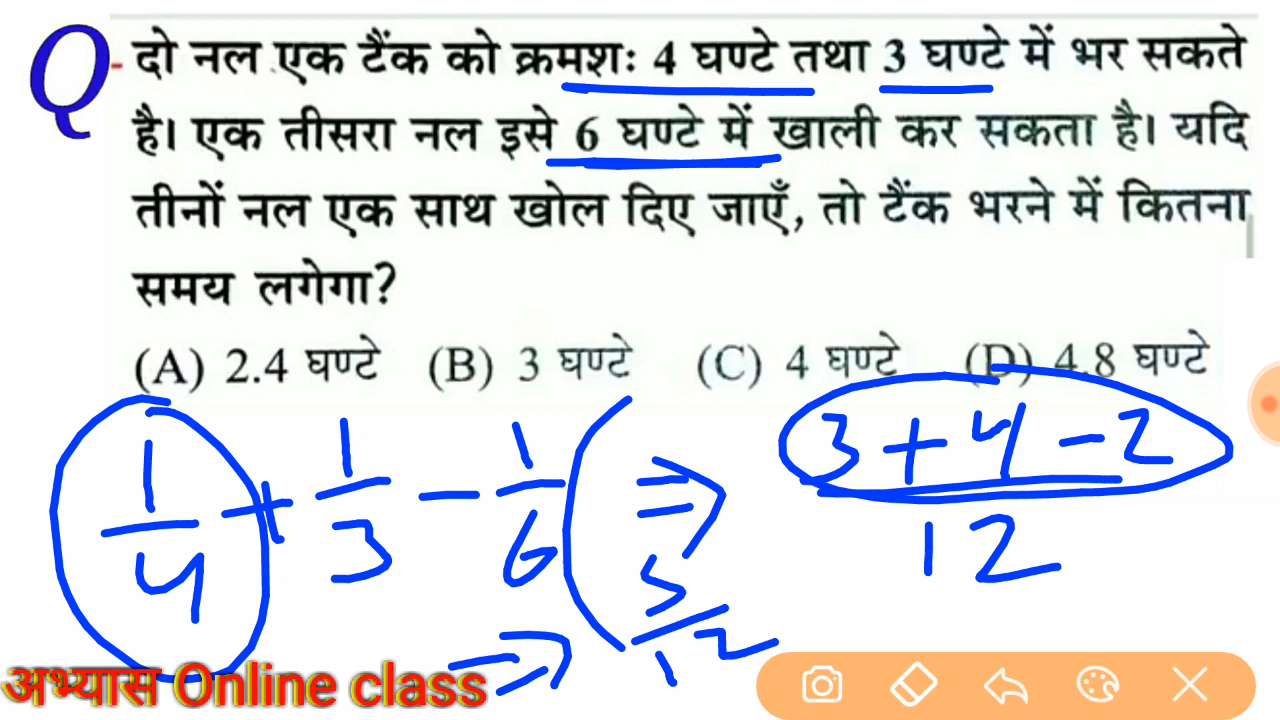 Q- दो नल एक टैंक को क्रमशः 4 घण्टे तथा 3 घण्टे में भर सकते
है। एक तीसरा नल इसे 6 घण्टे में खाली कर सकता है। यदि
तीनों नल एक साथ खोल दिए जाएँ, तो टैंक भरने में कितना
समय लगेगा?
(A) 2.4 घण्टे (B) 3 घण्टे (C) 4 घण्टे (D) 4.8 घण्टे
1/4 + 1/3 - 1/6 ⇒ 3+4-2/12
→ 5/12
अभ्यास Online class